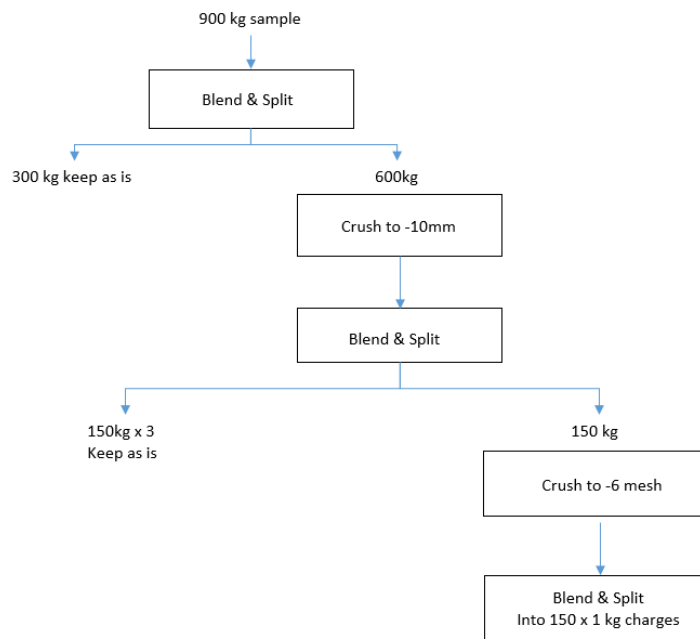 900 kg sample
Blend & Split
300 kg keep as is
600kg
Crush to -10mm
Blend & Split
150kg x 3
Keep as is
150 kg
Crush to -6 mesh
Blend & Split
Into 150 x 1 kg charges